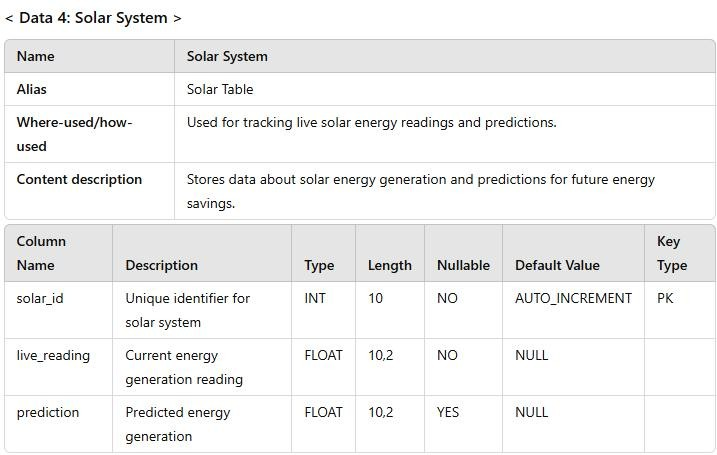 < Data 4: Solar System >
Name Solar System
Alias Solar Table
Where-used/how- Used for tracking live solar energy readings and predictions.
used
Content description Stores data about solar energy generation and predictions for future energy
savings.
Column Key
Name Description Type Length Nullable Default Value Type
solar_id Unique identifier for INT 10 NO AUTO_INCREMENT PK
solar system
live_reading Current energy FLOAT 10,2 NO NULL
generation reading
prediction Predicted energy FLOAT 10,2 YES NULL
generation